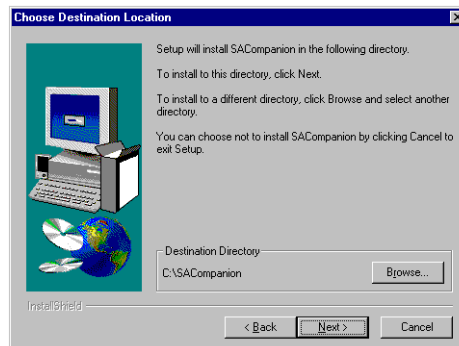 Choose Destination Location
Setup will install SACompanion in the following directory.
To install to this directory, click Next.
To install to a different directory, click Browse and select another
directory.
You can choose not to install SACompanion by clicking Cancel to
exit Setup.
Destination Directory
C:\SACompanion
Browse...
InstallShield
< Back
Next >
Cancel